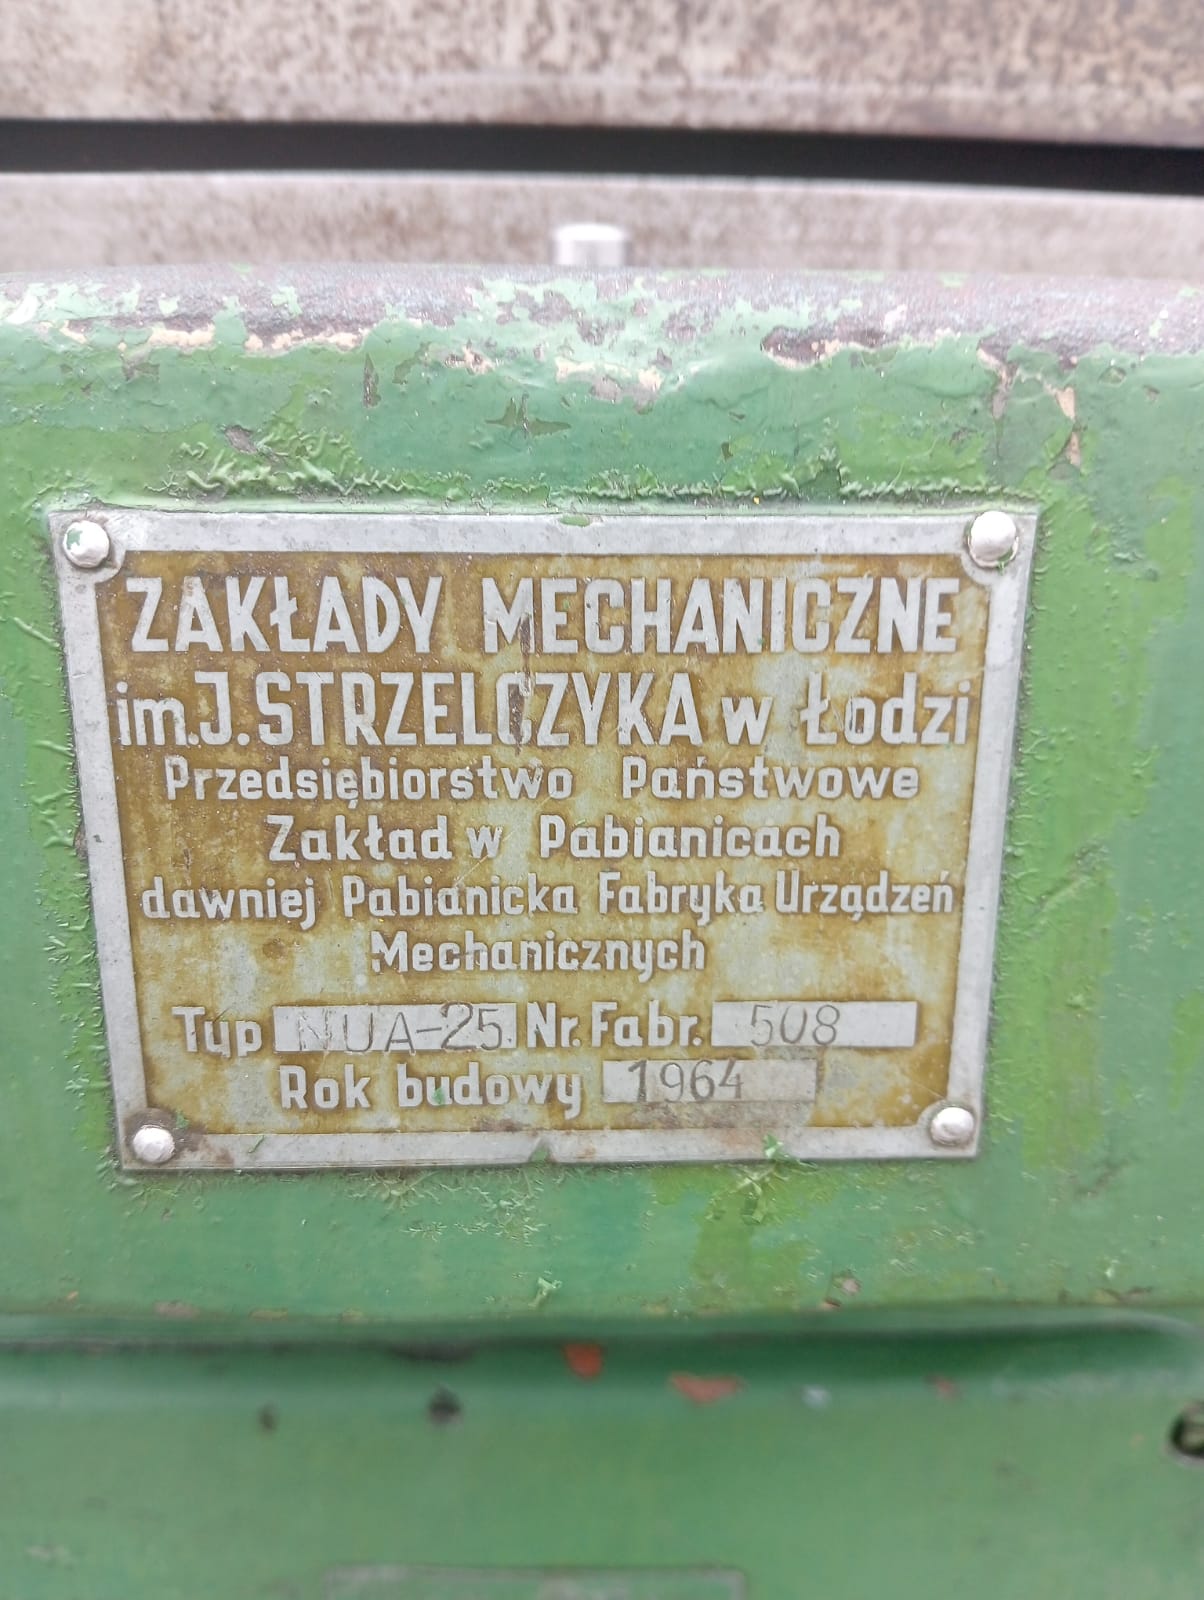 ZAKŁADY MECHANICZNE
im. J. STRZELCZYKA w Łodzi
Przedsiębiorstwo Państwowe
Zakład w Pabianicach
dawniej Pabianicka Fabryka Urządzeń
Mechanicznych
Typ NUA-25 Nr. Fabr. 508
Rok budowy 1964